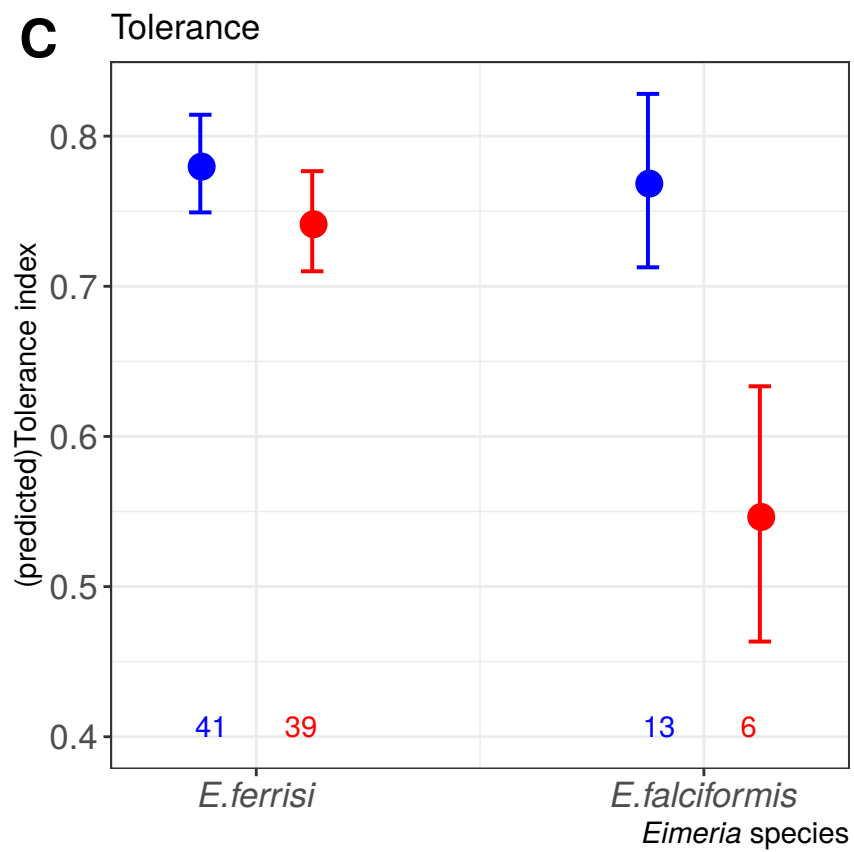 C
Tolerance
(predicted)Tolerance index
0.8
0.7
0.6
0.5
0.4
41 39 13 6
E.ferrisi E.falciformis
Eimeria species